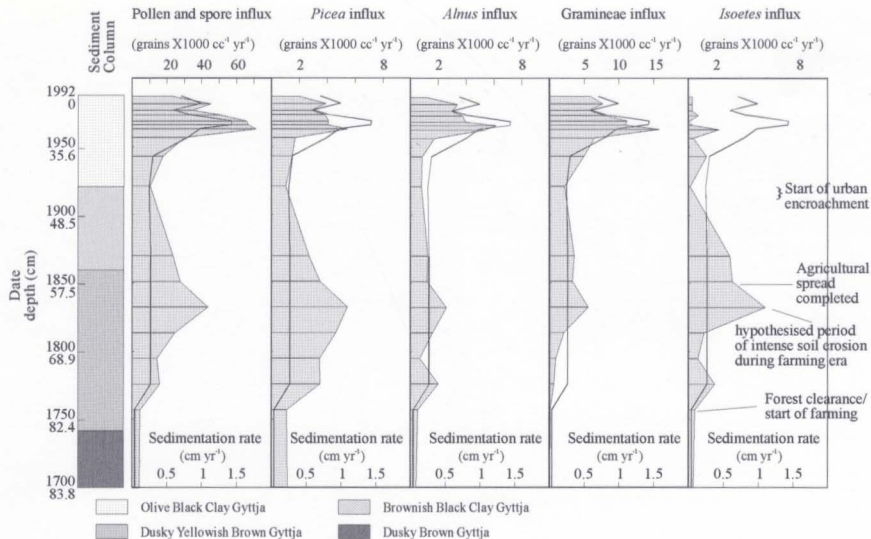 Pollen and spore influx
(grains X1000 cc⁻¹ yr⁻¹)
20 40 60
Picea influx
(grains X1000 cc⁻¹ yr⁻¹)
2 8
Alnus influx
(grains X1000 cc⁻¹ yr⁻¹)
2 8
Gramineae influx
(grains X1000 cc⁻¹ yr⁻¹)
5 10 15
Isoetes influx
(grains X1000 cc⁻¹ yr⁻¹)
2 8
Sediment
Column
Date
depth (cm)
1992
0
1950
35.6
1900
48.5
1850
57.5
1800
68.9
1750
82.4
1700
83.8
} Start of urban
encroachment
Agricultural
spread
completed
hypothesised period
of intense soil erosion
during farming era
Forest clearance/
start of farming
Sedimentation rate
(cm yr⁻¹)
0.5 1 1.5
Sedimentation rate
(cm yr⁻¹)
0.5 1 1.5
Sedimentation rate
(cm yr⁻¹)
0.5 1 1.5
Sedimentation rate
(cm yr⁻¹)
0.5 1 1.5
Sedimentation rate
(cm yr⁻¹)
0.5 1 1.5
Olive Black Clay Gyttja
Brownish Black Clay Gyttja
Dusky Yellowish Brown Gyttja
Dusky Brown Gyttja